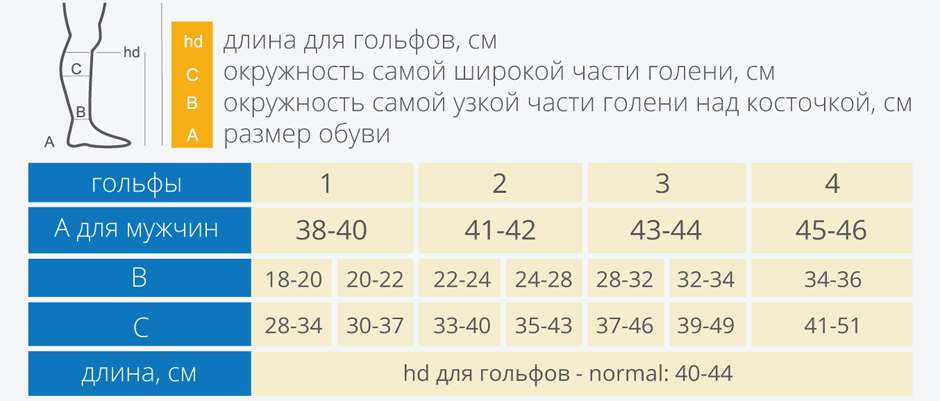 hd
C
B
A
hd длина для гольфов, см
C окружность самой широкой части голени, см
B окружность самой узкой части голени над косточкой, см
A размер обуви
гольфы 1 2 3 4
А для мужчин 38-40 41-42 43-44 45-46
B 18-20 20-22 22-24 24-28 28-32 32-34 34-36
C 28-34 30-37 33-40 35-43 37-46 39-49 41-51
длина, см hd для гольфов - normal: 40-44